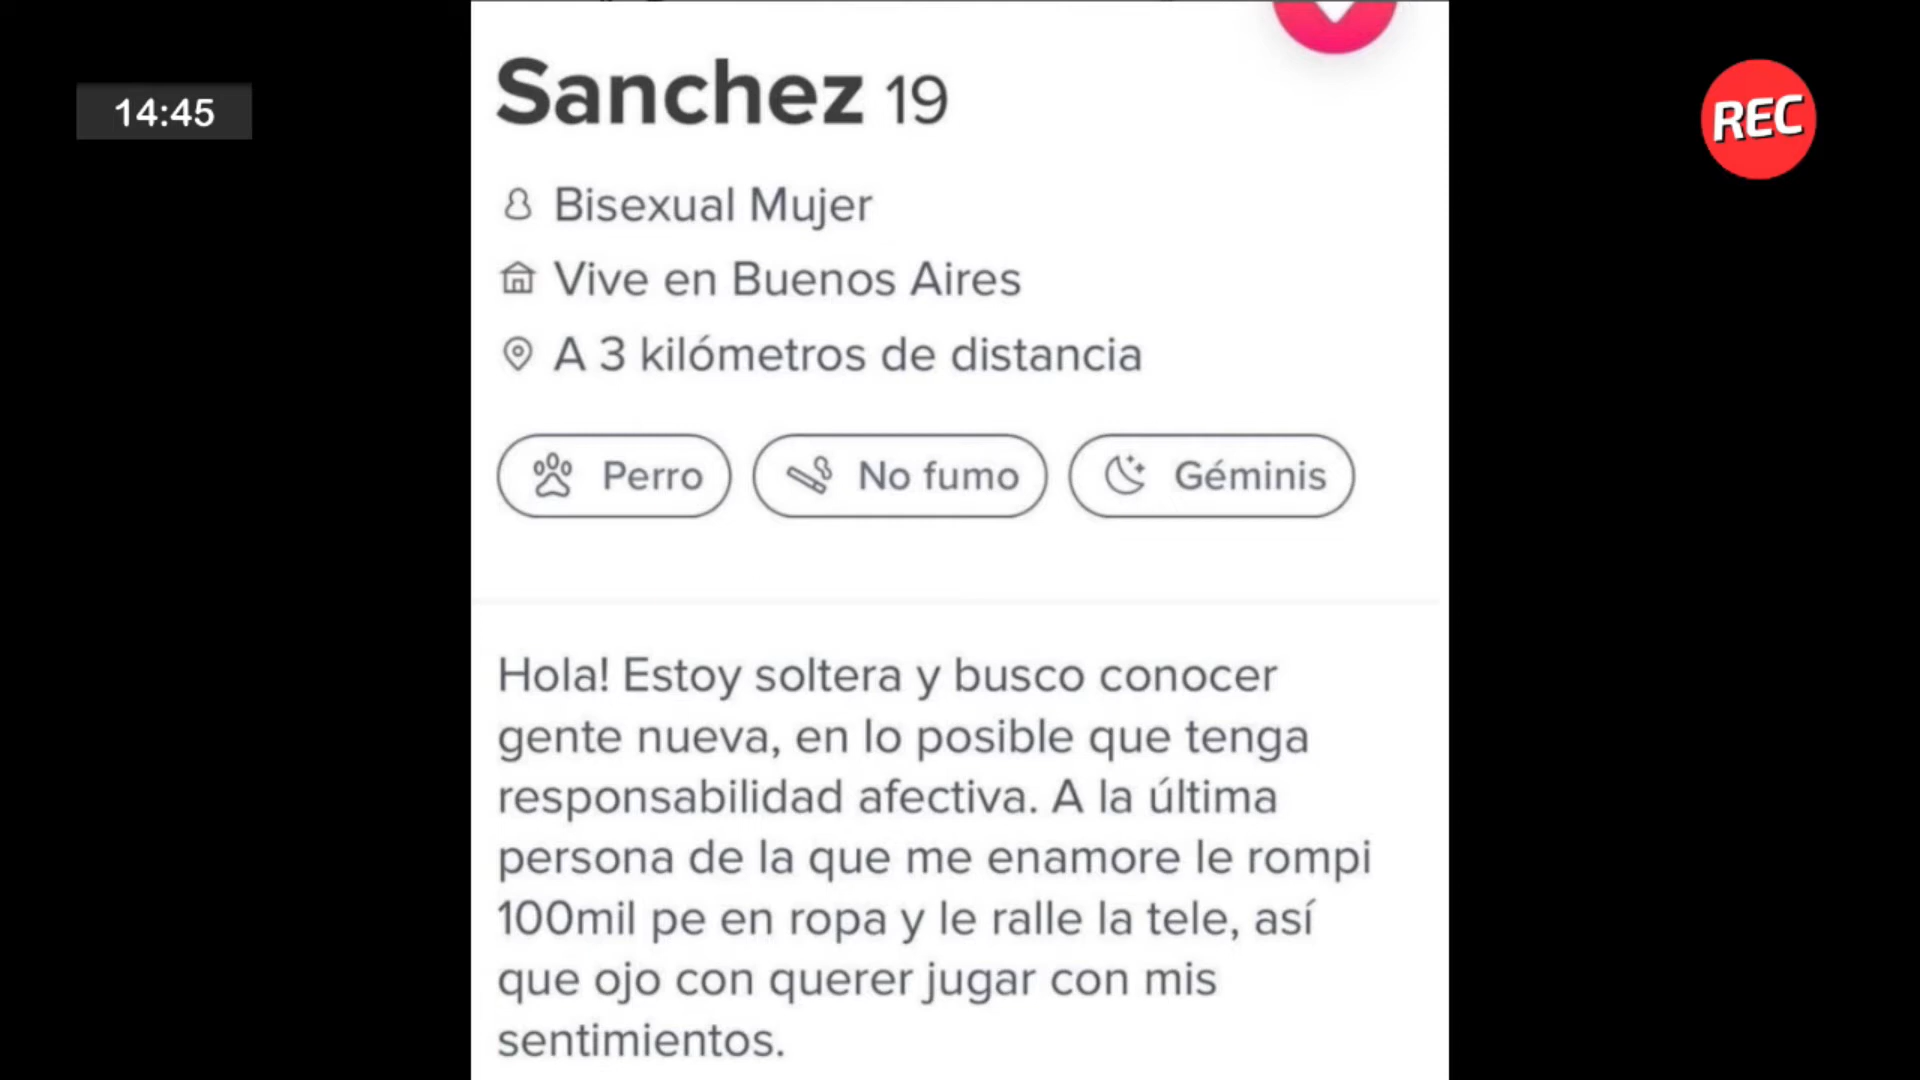 14:45
REC
Sanchez 19
Bisexual Mujer
Vive en Buenos Aires
A 3 kilómetros de distancia
Perro No fumo Géminis
Hola! Estoy soltera y busco conocer
gente nueva, en lo posible que tenga
responsabilidad afectiva. A la última
persona de la que me enamore le rompi
100mil pe en ropa y le ralle la tele, así
que ojo con querer jugar con mis
sentimientos.